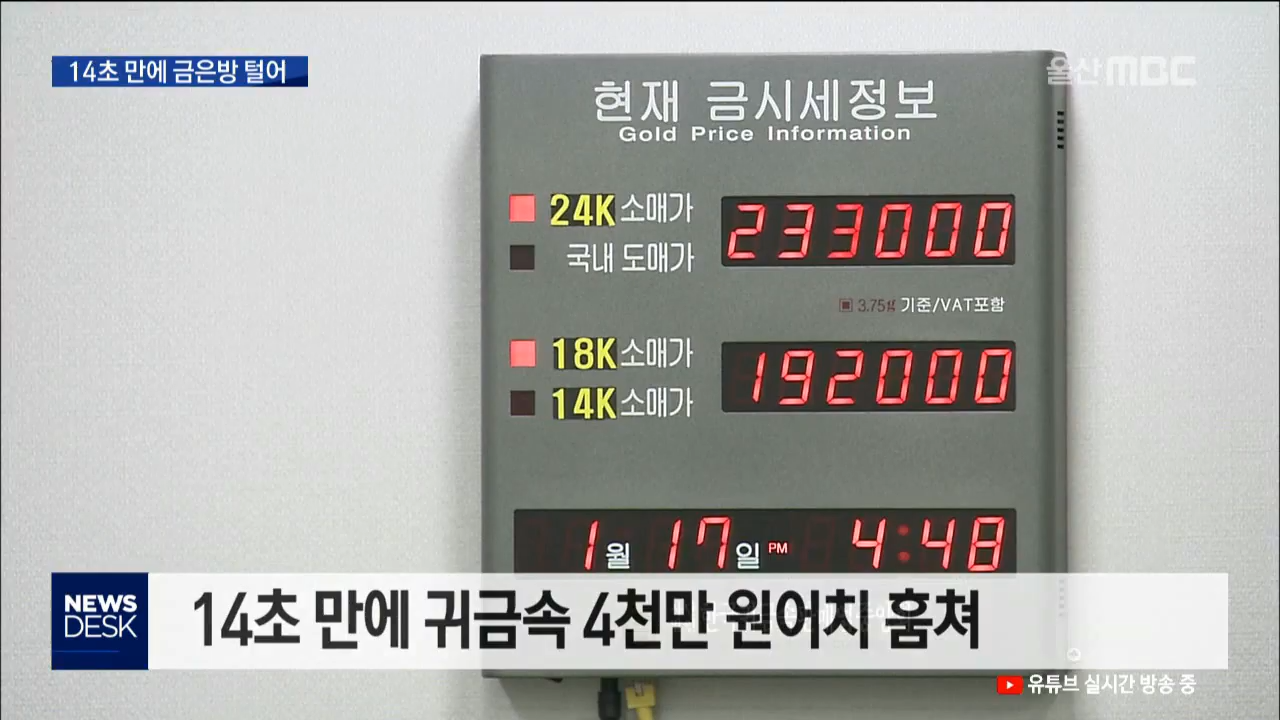 14초 만에 금은방 털어
울산MBC
현재 금시세정보
Gold Price Information
24K 소매가 233000
국내 도매가
3.75g 기준/VAT포함
18K 소매가 192000
14K 소매가
1월 17일 PM 4:48
NEWS DESK
14초 만에 귀금속 4천만 원어치 훔쳐
유튜브 실시간 방송 중